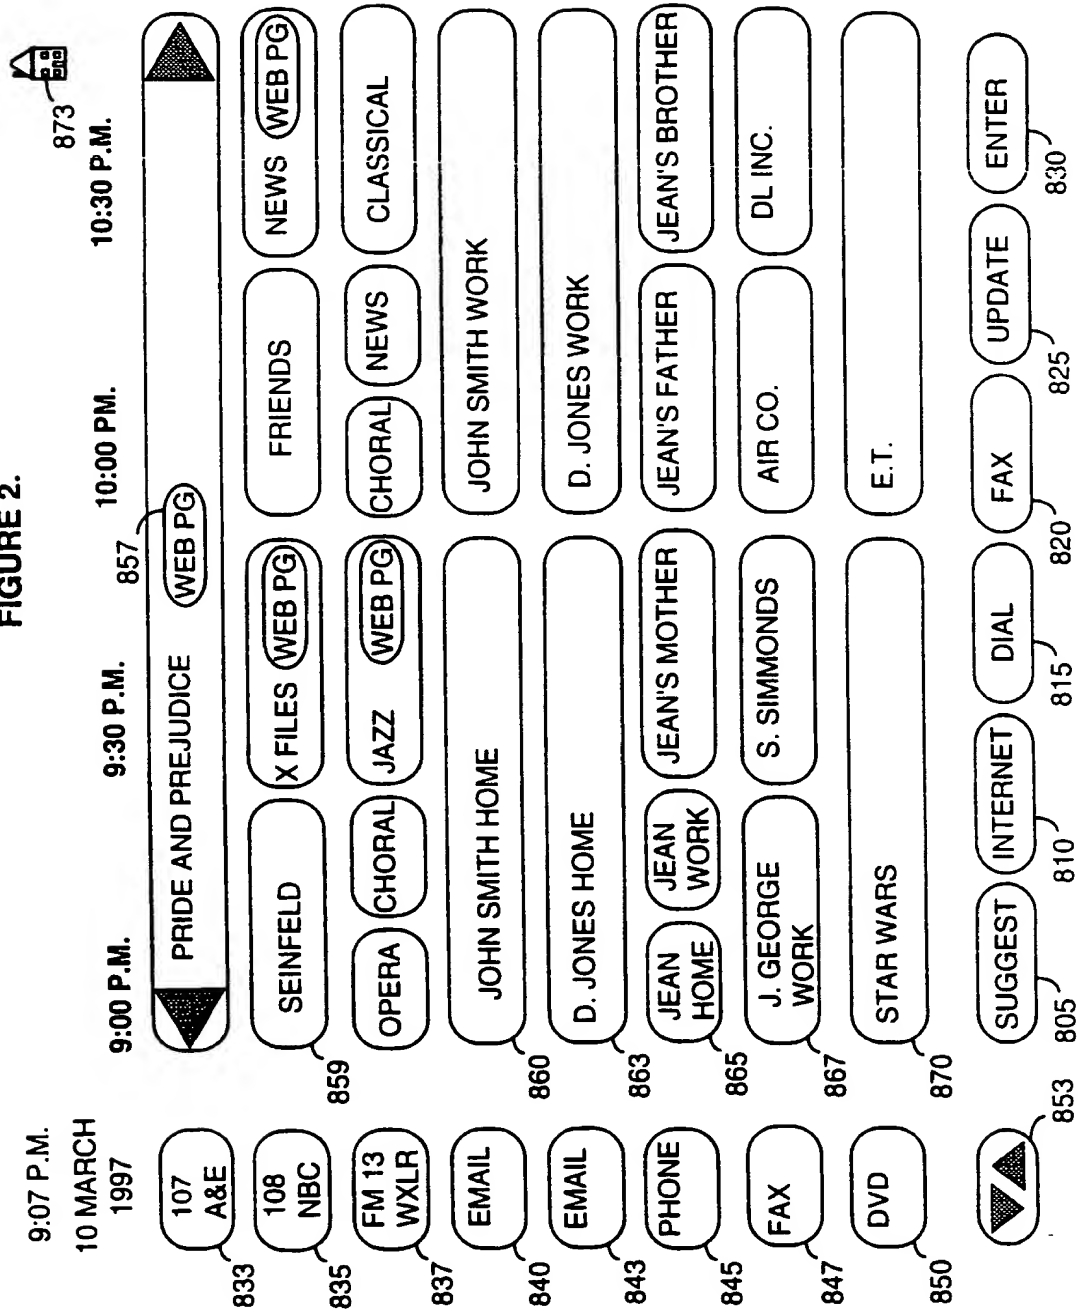 FIGURE 2.
9:07 P.M.
10 MARCH
1997
9:00 P.M.
9:30 P.M.
10:00 PM.
10:30 P.M.
873
857
107
A&E
833
PRIDE AND PREJUDICE
WEB PG
108
NBC
835
SEINFELD
859
X FILES
WEB PG
FRIENDS
NEWS
WEB PG
FM 13
WXLR
837
OPERA
CHORAL
JAZZ
WEB PG
CHORAL
NEWS
CLASSICAL
EMAIL
840
JOHN SMITH HOME
860
JOHN SMITH WORK
EMAIL
843
D. JONES HOME
863
D. JONES WORK
PHONE
845
JEAN
HOME
865
JEAN
WORK
JEAN'S MOTHER
JEAN'S FATHER
JEAN'S BROTHER
FAX
847
J. GEORGE
WORK
867
S. SIMMONDS
AIR CO.
DL INC.
DVD
850
STAR WARS
870
E.T.
853
SUGGEST
805
INTERNET
810
DIAL
815
FAX
820
UPDATE
825
ENTER
830